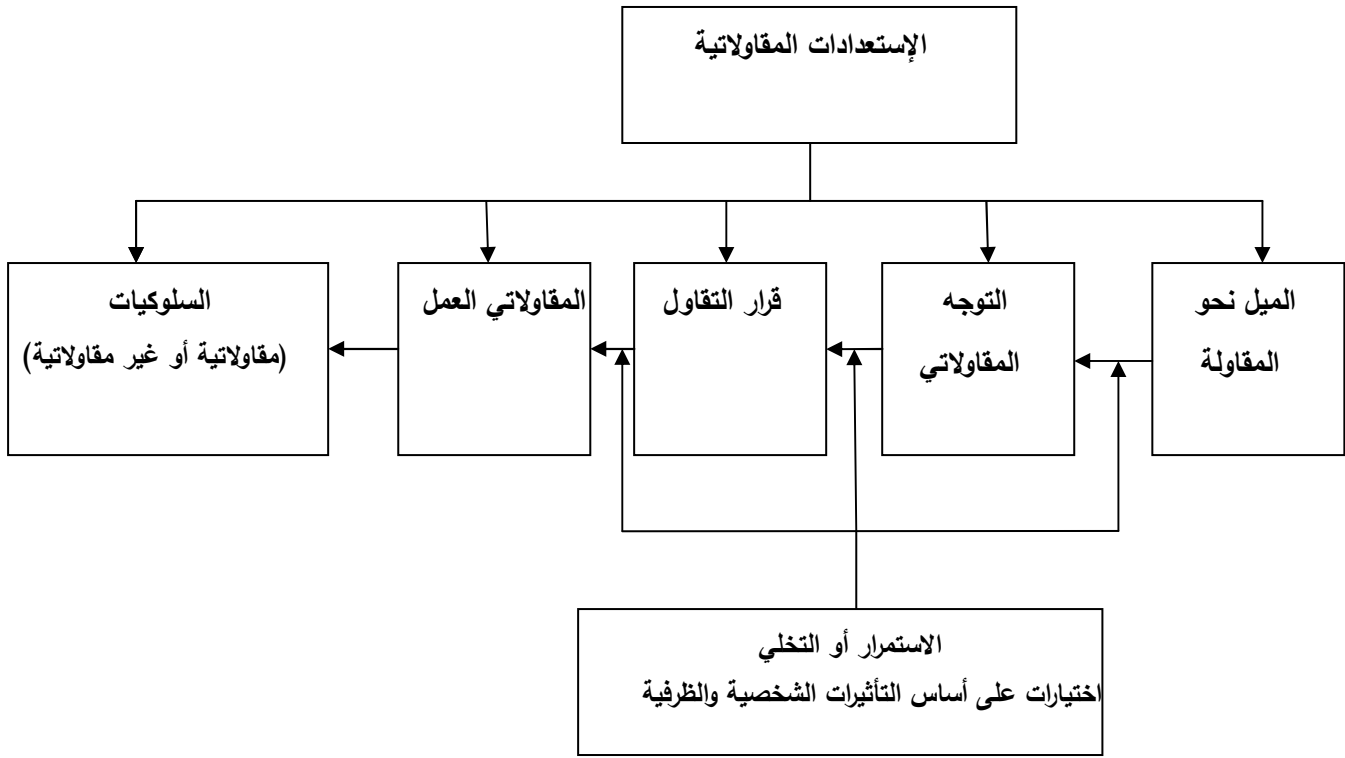 الإستعدادات المقاولاتية
الميل نحو
المقاولة
التوجه
المقاولاتي
قرار التقاول
المقاولاتي العمل
السلوكيات
(مقاولاتية أو غير مقاولاتية)
الاستمرار أو التخلي
اختيارات على أساس التأثيرات الشخصية والظرفية